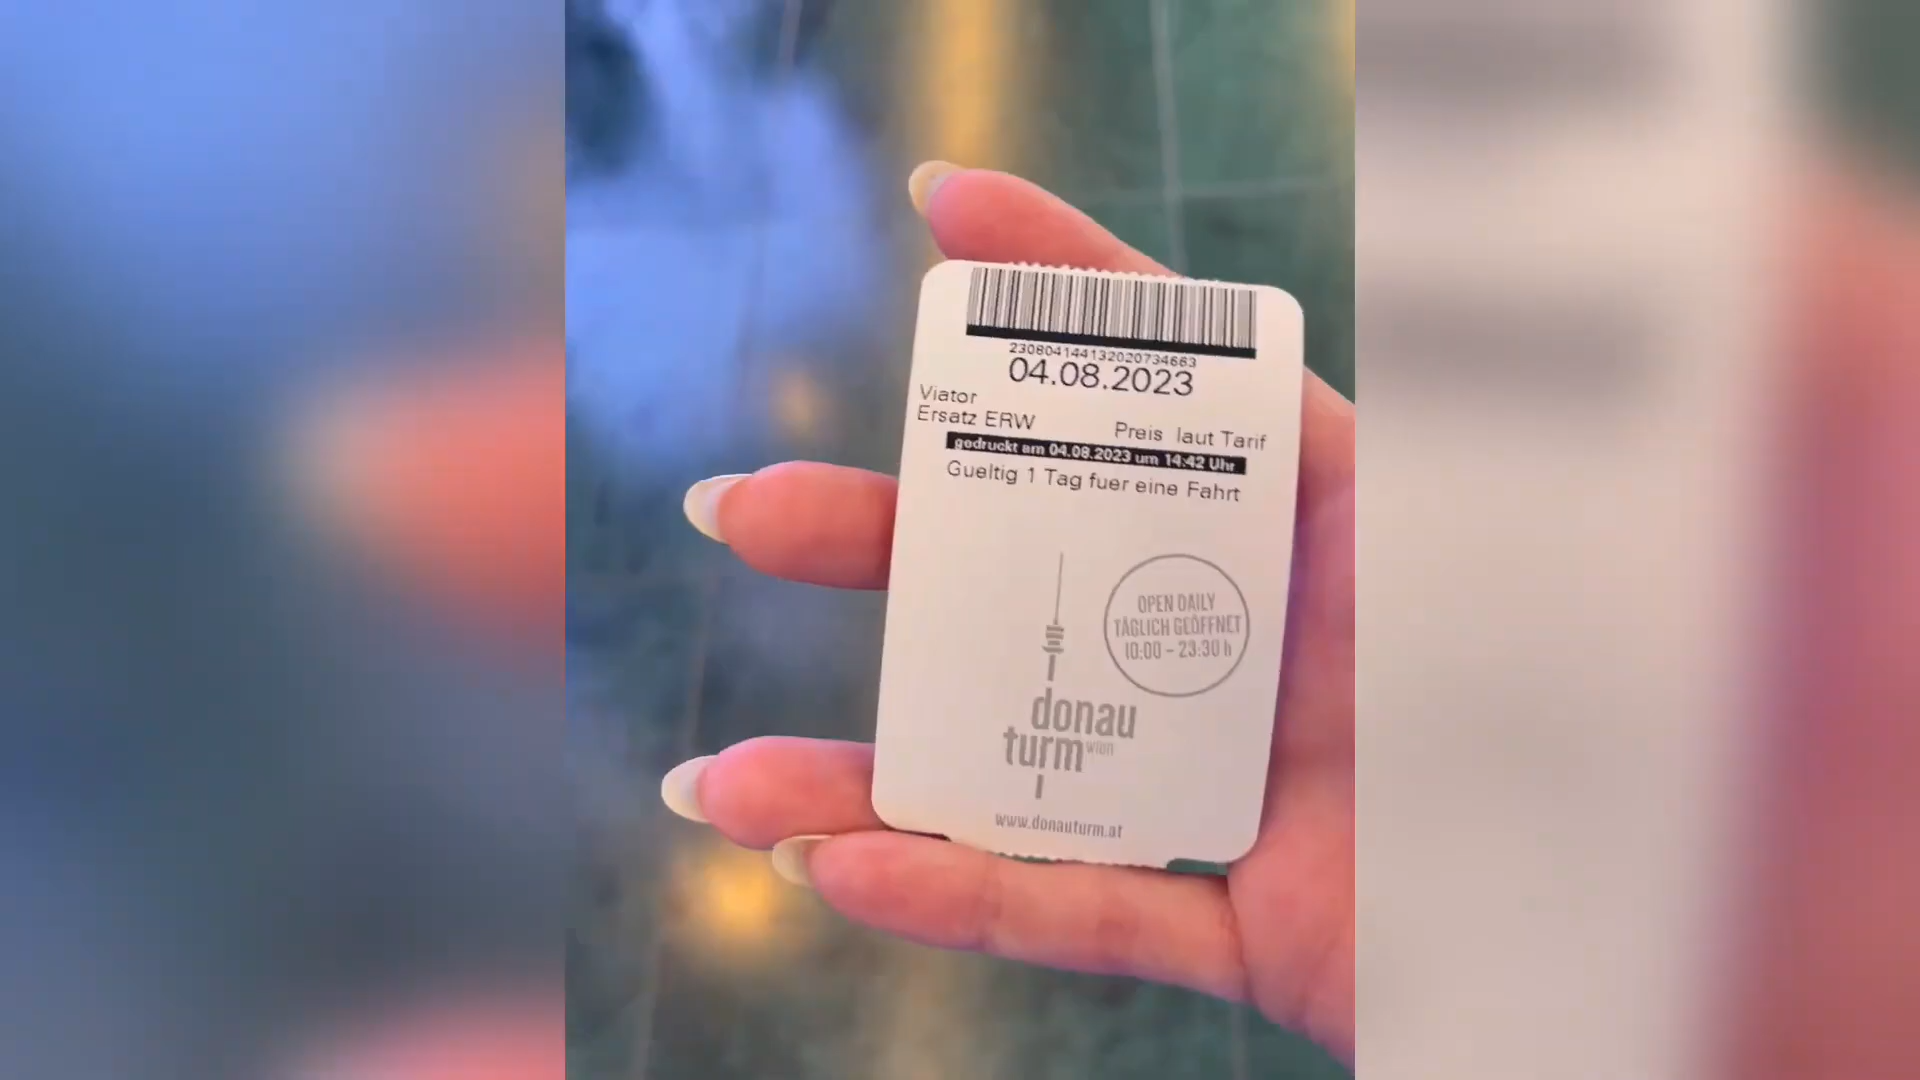 230804144132020734663
04.08.2023
Viator
Ersatz ERW
Preis laut Tarif
gedruckt am 04.08.2023 um 14:42 Uhr
Gueltig 1 Tag fuer eine Fahrt
OPEN DAILY
TÄGLICH GEÖFFNET
10:00 – 23:30 h
donau
turm wien
www.donauturm.at